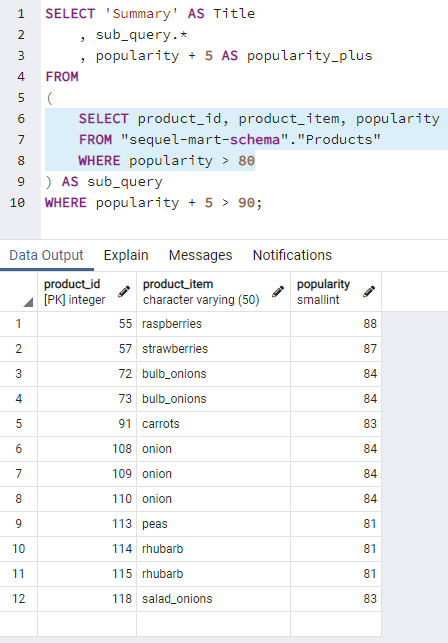 1 SELECT 'Summary' AS Title
2 , sub_query.*
3 , popularity + 5 AS popularity_plus
4 FROM
5 (
6 SELECT product_id, product_item, popularity
7 FROM "sequel-mart-schema"."Products"
8 WHERE popularity > 80
9 ) AS sub_query
10 WHERE popularity + 5 > 90;
Data Output Explain Messages Notifications
product_id product_item popularity
[PK] integer character varying (50) smallint
1 55 raspberries 88
2 57 strawberries 87
3 72 bulb_onions 84
4 73 bulb_onions 84
5 91 carrots 83
6 108 onion 84
7 109 onion 84
8 110 onion 84
9 113 peas 81
10 114 rhubarb 81
11 115 rhubarb 81
12 118 salad_onions 83